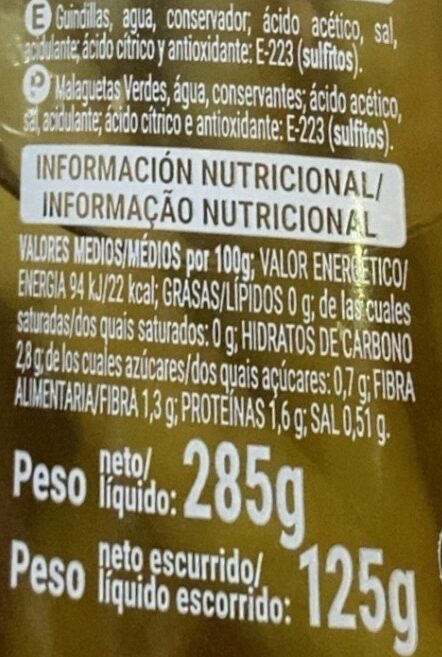 E Guindillas, agua, conservador; ácido acético, sal,
acidulante; ácido cítrico y antioxidante: E-223 (sulfitos).
P Malaguetas Verdes, água, conservantes; ácido acético,
sal, acidulante; ácido cítrico e antioxidante: E-223 (sulfitos).
INFORMACIÓN NUTRICIONAL/
INFORMAÇÃO NUTRICIONAL
VALORES MEDIOS/MÉDIOS por 100g; VALOR ENERGÉTICO/
ENERGIA 94 kJ/22 kcal; GRASAS/LÍPIDOS 0 g; de las cuales
saturadas/dos quais saturados: 0 g; HIDRATOS DE CARBONO
2,8 g; de los cuales azúcares/dos quais açúcares: 0,7 g; FIBRA
ALIMENTARIA/FIBRA 1,3 g; PROTEÍNAS 1,6 g; SAL 0,51 g.
Peso neto/líquido: 285g
Peso neto escurrido/líquido escorrido: 125g